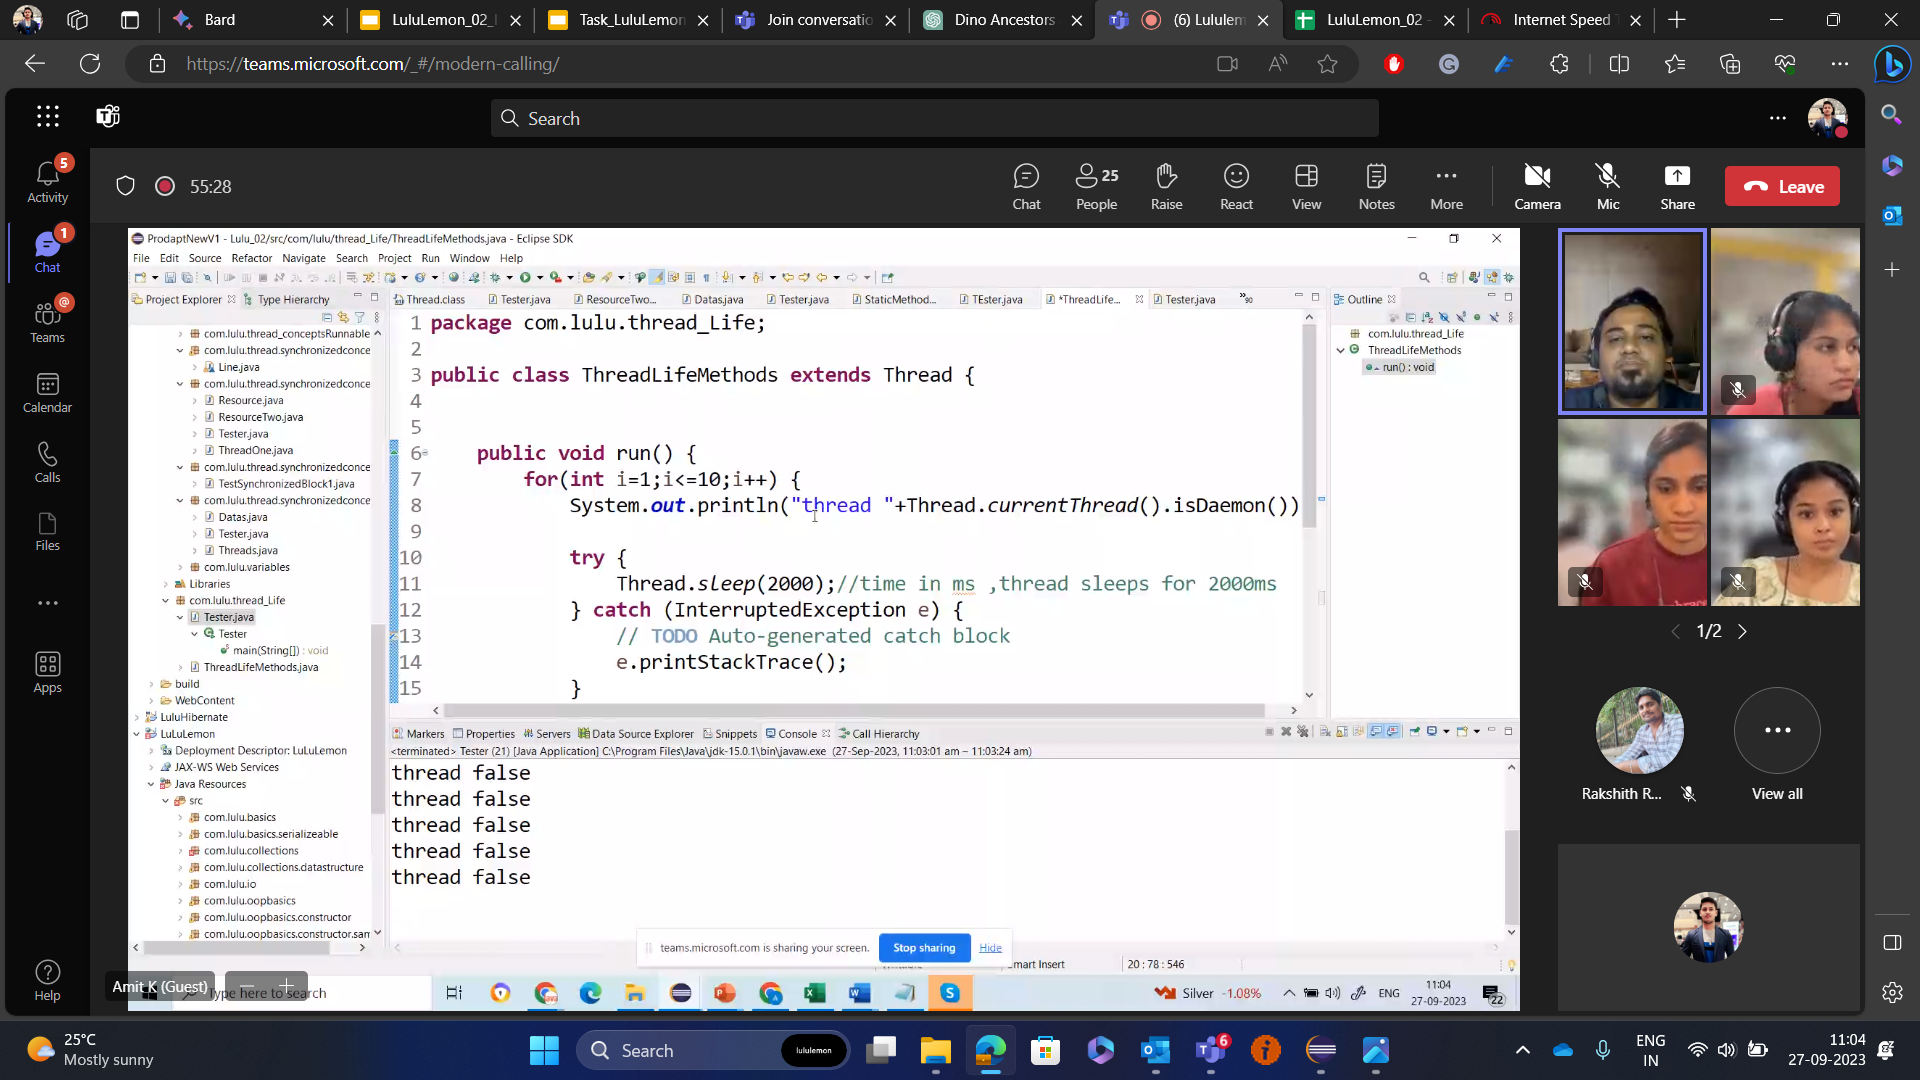 Bard
LuluLemon_02_
Task_LuluLemon
Join conversatio
Dino Ancestors
(6) Lululem
LuluLemon_02 -
Internet Speed T
https://teams.microsoft.com/_#/modern-calling/
Search
Activity
5
Chat
1
Teams
@
Calendar
Calls
Files
Apps
Help
55:28
Chat
People
25
Raise
React
View
Notes
More
Camera
Mic
Share
Leave
ProdaptNewV1 - Lulu_02/src/com/lulu/thread_Life/ThreadLifeMethods.java - Eclipse SDK
File Edit Source Refactor Navigate Search Project Run Window Help
Project Explorer
Type Hierarchy
Thread.class
Tester.java
ResourceTwo...
Datas.java
Tester.java
StaticMethod...
TEster.java
*ThreadLife...
Tester.java
»90
Outline
com.lulu.thread_conceptsRunnable
com.lulu.thread.synchronizedconce
Line.java
com.lulu.thread.synchronizedconce
Resource.java
ResourceTwo.java
Tester.java
ThreadOne.java
com.lulu.thread.synchronizedconce
TestSynchronizedBlock1.java
com.lulu.thread.synchronizedconce
Datas.java
Tester.java
Threads.java
com.lulu.variables
Libraries
com.lulu.thread_Life
Tester.java
Tester
main(String[]) : void
ThreadLifeMethods.java
build
WebContent
LuluHibernate
LuLuLemon
Deployment Descriptor: LuLuLemon
JAX-WS Web Services
Java Resources
src
com.lulu.basics
com.lulu.basics.serializeable
com.lulu.collections
com.lulu.collections.datastructure
com.lulu.io
com.lulu.oopbasics
com.lulu.oopbasics.constructor
com.lulu.oopbasics.constructor.sam
1 package com.lulu.thread_Life;
2
3 public class ThreadLifeMethods extends Thread {
4
5
6 public void run() {
7 for(int i=1;i<=10;i++) {
8 System.out.println("thread "+Thread.currentThread().isDaemon())
9
10 try {
11 Thread.sleep(2000);//time in ms ,thread sleeps for 2000ms
12 } catch (InterruptedException e) {
13 // TODO Auto-generated catch block
14 e.printStackTrace();
15 }
com.lulu.thread_Life
ThreadLifeMethods
run() : void
Markers
Properties
Servers
Data Source Explorer
Snippets
Console
Call Hierarchy
<terminated> Tester (21) [Java Application] C:\Program Files\Java\jdk-15.0.1\bin\javaw.exe (27-Sep-2023, 11:03:01 am – 11:03:24 am)
thread false
thread false
thread false
thread false
thread false
teams.microsoft.com is sharing your screen.
Stop sharing
Hide
Smart Insert
20 : 78 : 546
Amit K (Guest)
Type here to search
Silver -1.08%
ENG
11:04
27-09-2023
22
1/2
Rakshith R...
View all
25°C
Mostly sunny
Search
lululemon
6
ENG
IN
11:04
27-09-2023